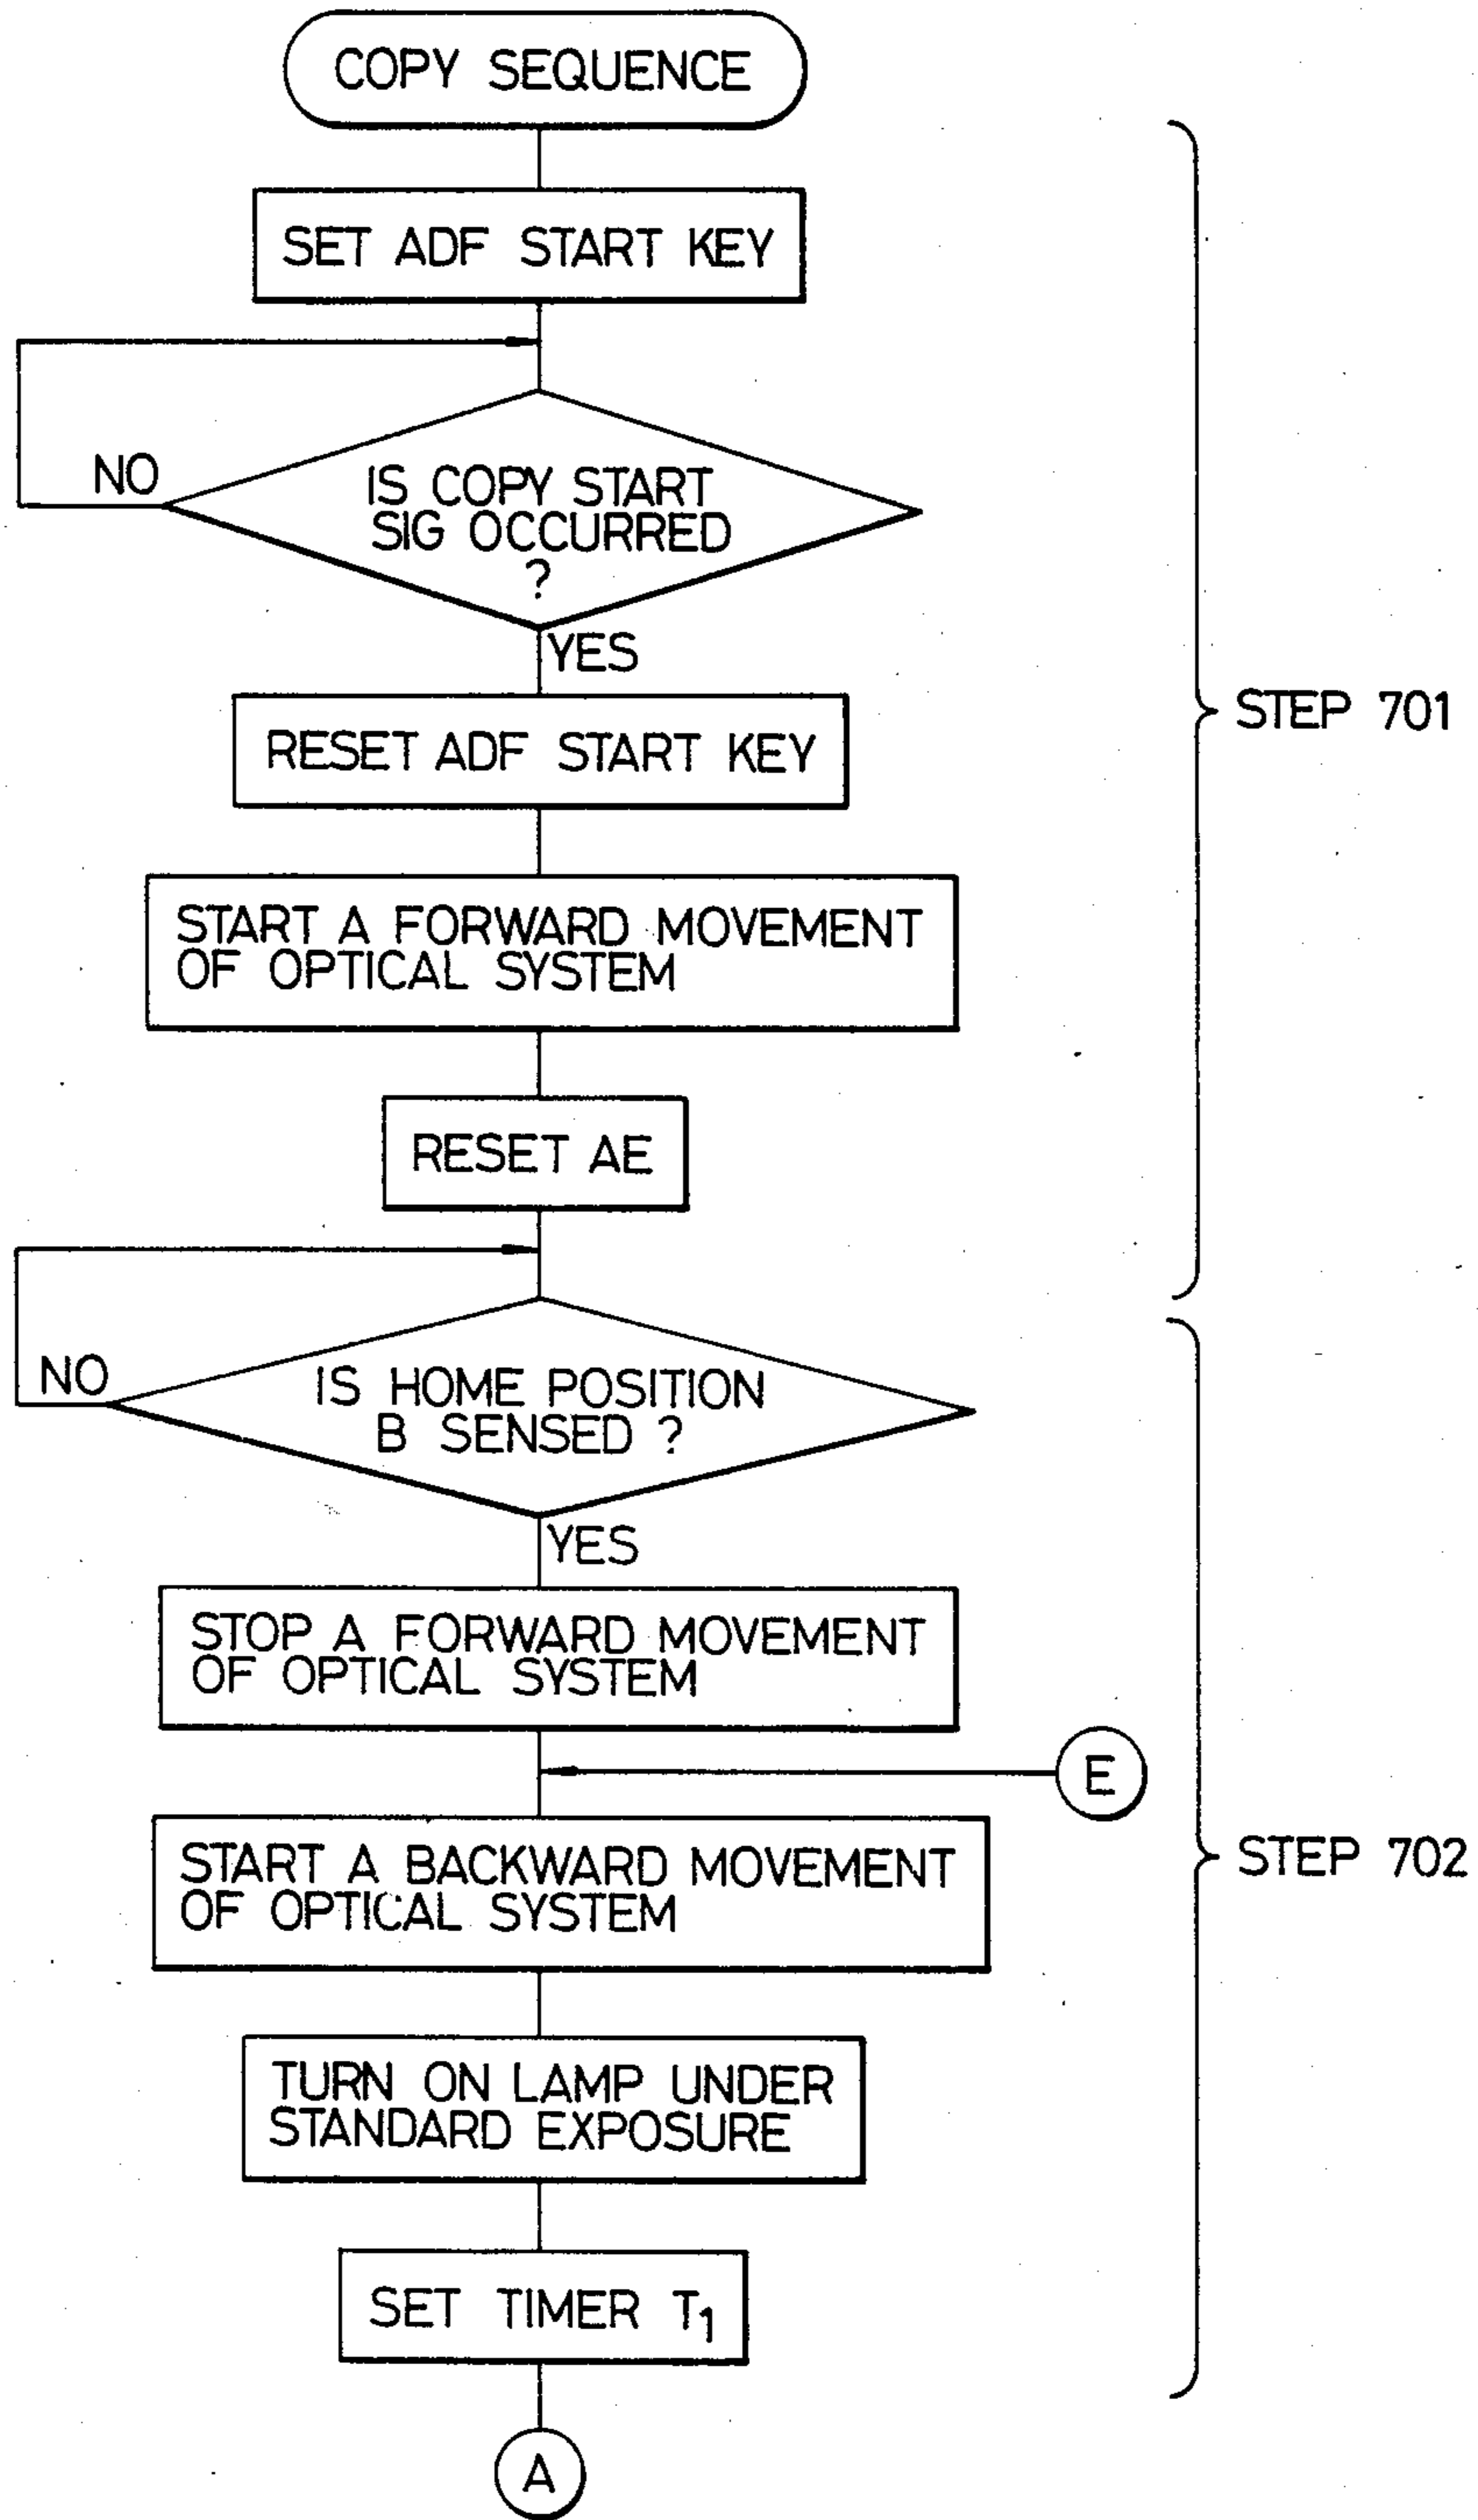 COPY SEQUENCE
SET ADF START KEY
NO
IS COPY START
SIG OCCURRED
?
YES
RESET ADF START KEY
STEP 701
START A FORWARD MOVEMENT
OF OPTICAL SYSTEM
RESET AE
NO
IS HOME POSITION
B SENSED ?
YES
STOP A FORWARD MOVEMENT
OF OPTICAL SYSTEM
E
START A BACKWARD MOVEMENT
OF OPTICAL SYSTEM
STEP 702
TURN ON LAMP UNDER
STANDARD EXPOSURE
SET TIMER T1
A